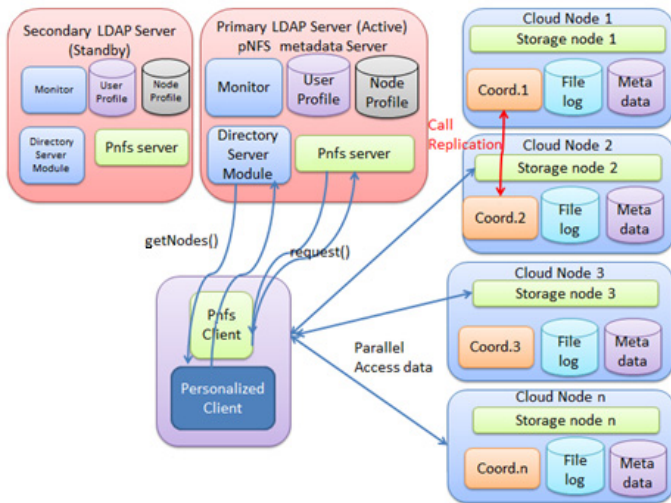 Secondary LDAP Server
(Standby)
Monitor
User
Profile
Node
Profile
Directory
Server
Module
Pnfs server
Primary LDAP Server (Active)
pNFS metadata Server
Monitor
User
Profile
Node
Profile
Directory
Server
Module
Pnfs server
getNodes()
request()
Pnfs
Client
Personalized
Client
Call
Replication
Parallel
Access data
Cloud Node 1
Storage node 1
Coord.1
File
log
Meta
data
Cloud Node 2
Storage node 2
Coord.2
File
log
Meta
data
Cloud Node 3
Storage node 3
Coord.3
File
log
Meta
data
Cloud Node n
Storage node n
Coord.n
File
log
Meta
data